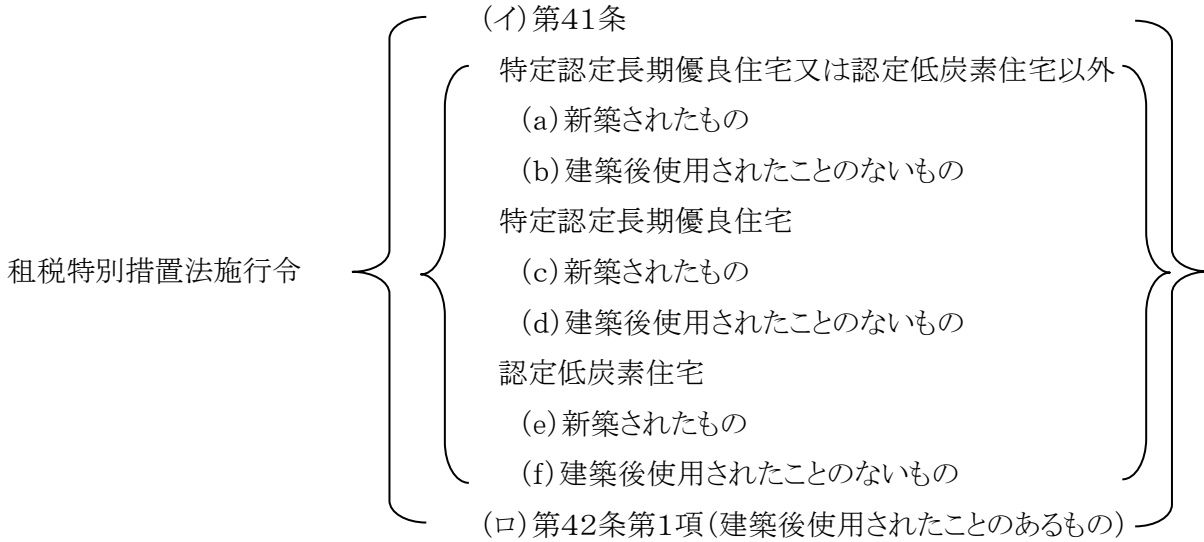 (イ)第41条
特定認定長期優良住宅又は認定低炭素住宅以外
(a)新築されたもの
(b)建築後使用されたことのないもの
特定認定長期優良住宅
租税特別措置法施行令
(c)新築されたもの
(d)建築後使用されたことのないもの
認定低炭素住宅
(e)新築されたもの
(f)建築後使用されたことのないもの
(ロ)第42条第1項(建築後使用されたことのあるもの)